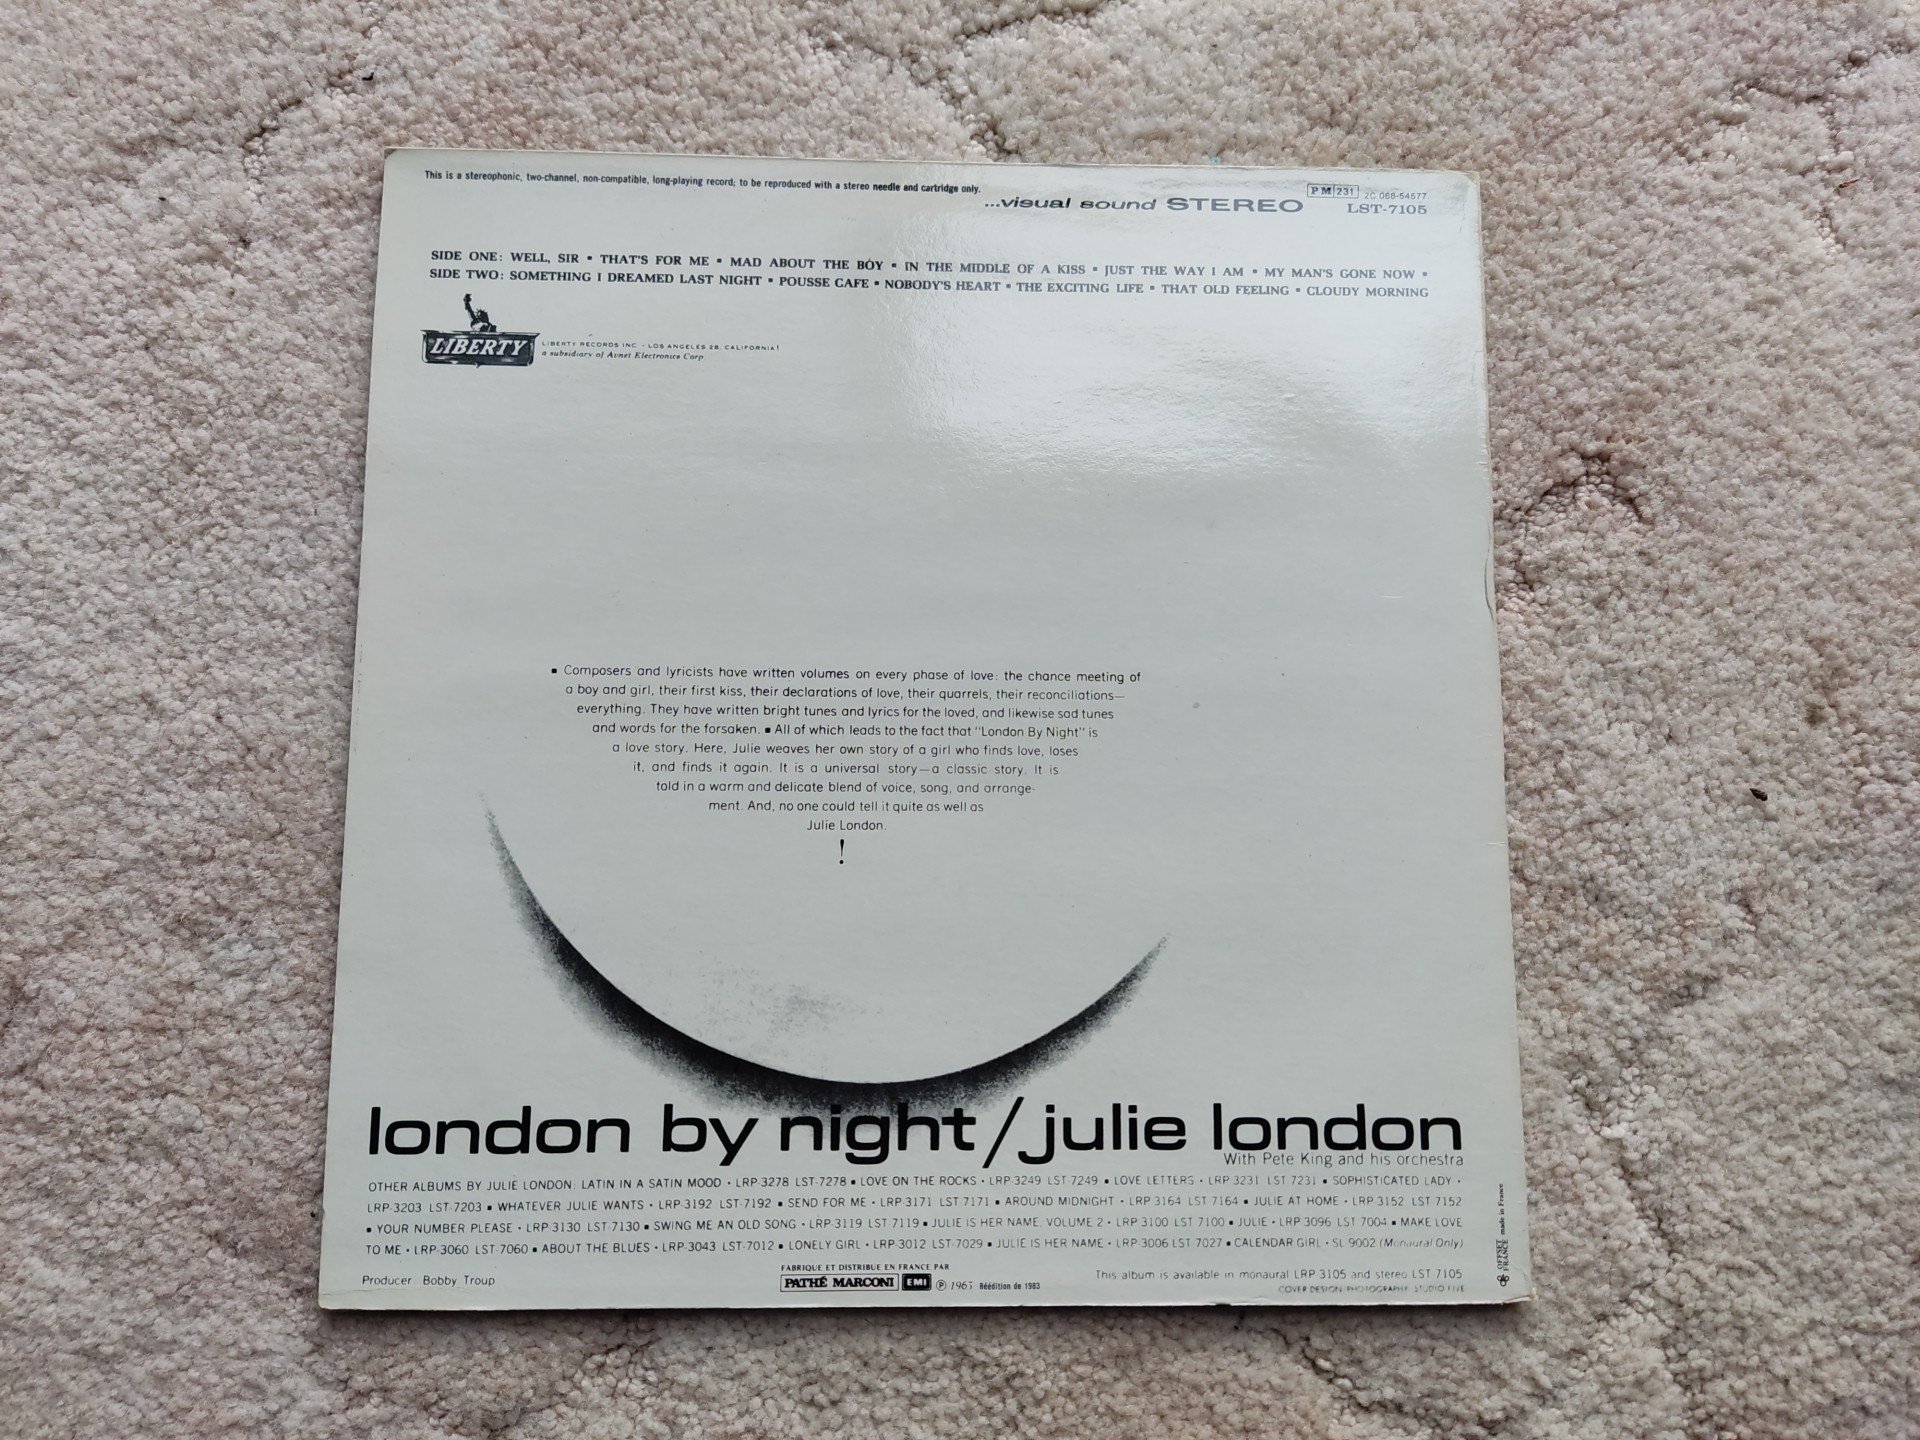 This is a stereophonic, two-channel, non-compatible, long-playing record; to be reproduced with a stereo needle and cartridge only.
PM 231 2C 068-54577
...visual sound STEREO LST-7105
SIDE ONE: WELL, SIR ▪ THAT'S FOR ME ▪ MAD ABOUT THE BOY ▪ IN THE MIDDLE OF A KISS ▪ JUST THE WAY I AM ▪ MY MAN'S GONE NOW ▪
SIDE TWO: SOMETHING I DREAMED LAST NIGHT ▪ POUSSE CAFE ▪ NOBODY'S HEART ▪ THE EXCITING LIFE ▪ THAT OLD FEELING ▪ CLOUDY MORNING
LIBERTY
LIBERTY RECORDS INC · LOS ANGELES 28, CALIFORNIA!
a subsidiary of Avnet Electronics Corp
▪ Composers and lyricists have written volumes on every phase of love: the chance meeting of
a boy and girl, their first kiss, their declarations of love, their quarrels, their reconciliations—
everything. They have written bright tunes and lyrics for the loved, and likewise sad tunes
and words for the forsaken. ▪ All of which leads to the fact that "London By Night" is
a love story. Here, Julie weaves her own story of a girl who finds love, loses
it, and finds it again. It is a universal story—a classic story. It is
told in a warm and delicate blend of voice, song, and arrange-
ment. And, no one could tell it quite as well as
Julie London.
!
london by night/julie london
With Pete King and his orchestra
OTHER ALBUMS BY JULIE LONDON: LATIN IN A SATIN MOOD · LRP-3278 LST-7278 ▪ LOVE ON THE ROCKS · LRP 3249 LST 7249 ▪ LOVE LETTERS · LRP 3231 LST 7231 ▪ SOPHISTICATED LADY ·
LRP-3203 LST-7203 ▪ WHATEVER JULIE WANTS · LRP-3192 LST-7192 ▪ SEND FOR ME · LRP-3171 LST-7171 ▪ AROUND MIDNIGHT · LRP 3164 LST 7164 ▪ JULIE AT HOME · LRP-3152 LST 7152
▪ YOUR NUMBER PLEASE · LRP-3130 LST 7130 ▪ SWING ME AN OLD SONG · LRP-3119 LST 7119 ▪ JULIE IS HER NAME, VOLUME 2 · LRP 3100 LST 7100 ▪ JULIE · LRP 3096 LST 7004 ▪ MAKE LOVE
TO ME · LRP-3060 LST-7060 ▪ ABOUT THE BLUES · LRP-3043 LST-7012 ▪ LONELY GIRL · LRP-3012 LST-7029 ▪ JULIE IS HER NAME · LRP-3006 LST 7027 ▪ CALENDAR GIRL · SL 9002 (Monaural Only)
Producer Bobby Troup
FABRIQUE ET DISTRIBUE EN FRANCE PAR
PATHÉ MARCONI EMI ℗ 1965 Réédition de 1983
This album is available in monaural LRP 3105 and stereo LST 7105
COVER DESIGN/PHOTOGRAPHY STUDIO FIVE
OFFSET FRANCE made in France